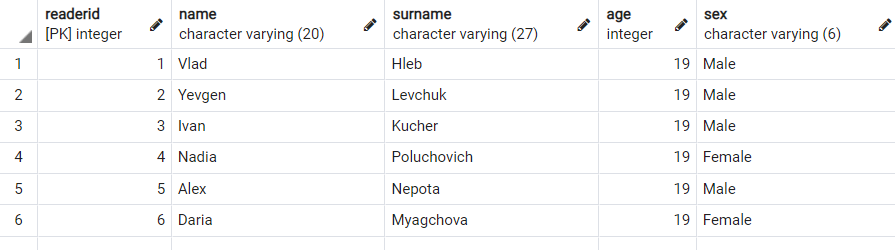 readerid name surname age sex
[PK] integer character varying (20) character varying (27) integer character varying (6)
1 1 Vlad Hleb 19 Male
2 2 Yevgen Levchuk 19 Male
3 3 Ivan Kucher 19 Male
4 4 Nadia Poluchovich 19 Female
5 5 Alex Nepota 19 Male
6 6 Daria Myagchova 19 Female